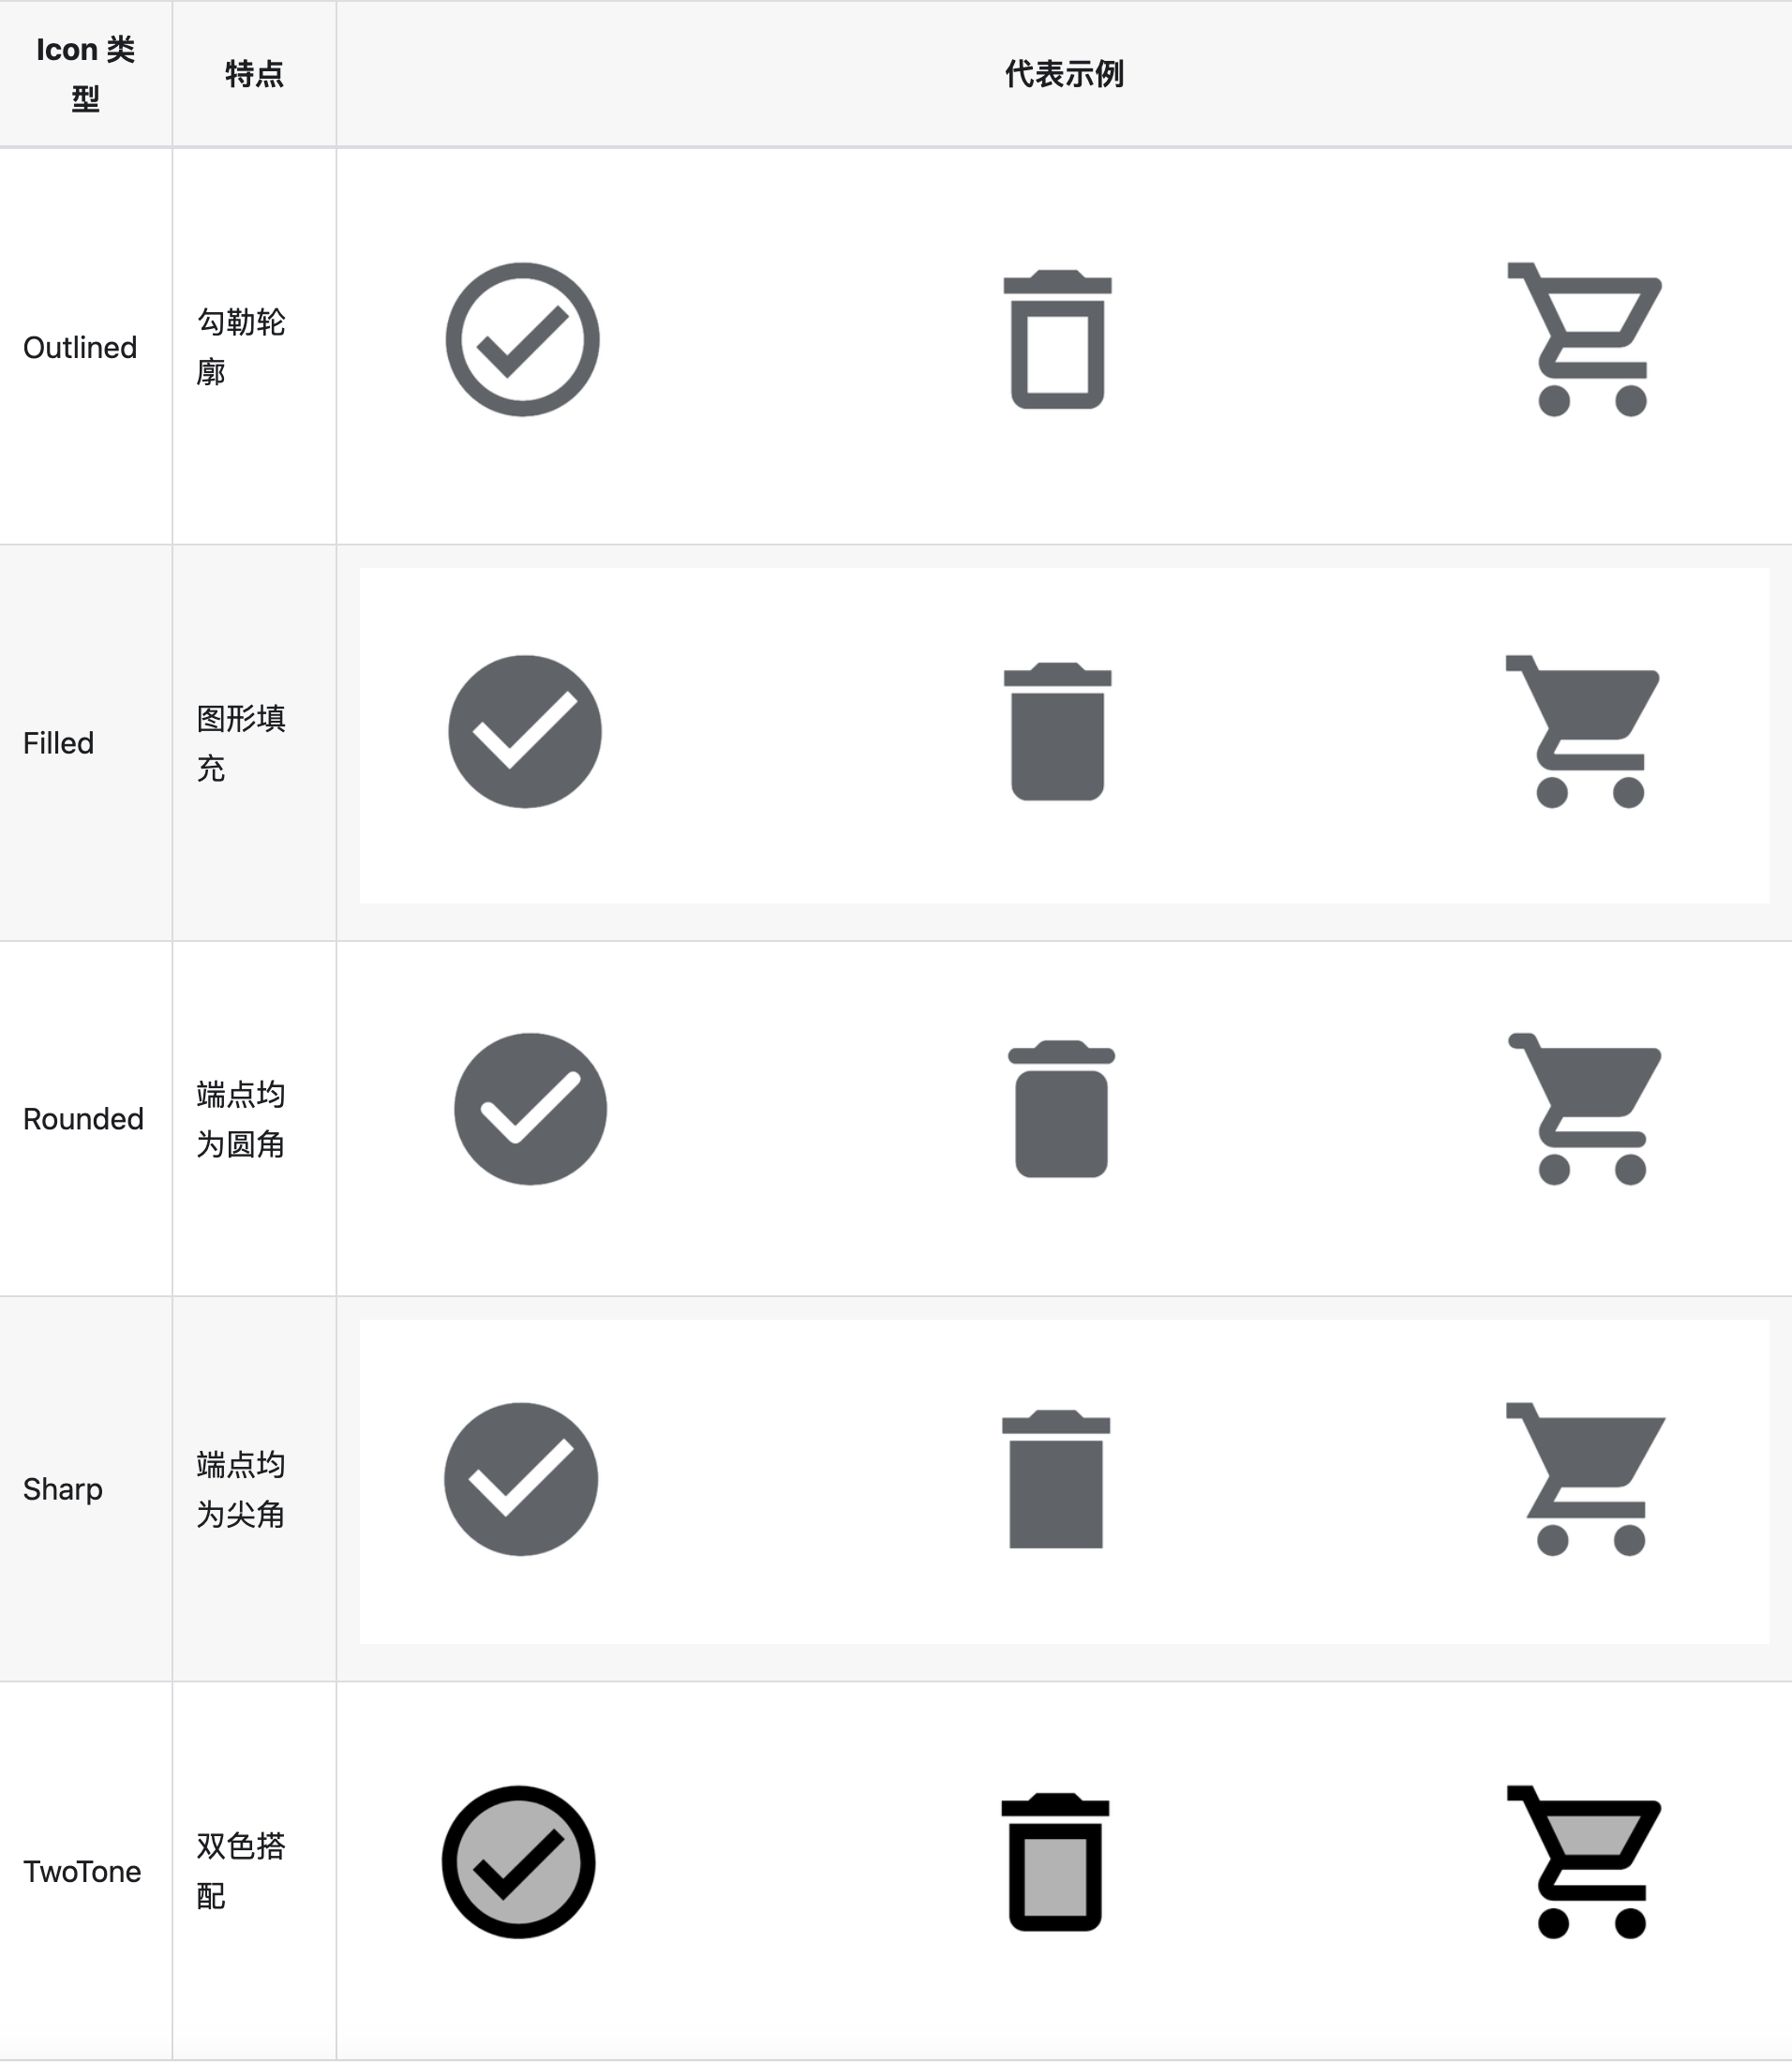 Icon 类
型
特点
代表示例
Outlined
勾勒轮
廓
Filled
图形填
充
Rounded
端点均
为圆角
Sharp
端点均
为尖角
TwoTone
双色搭
配